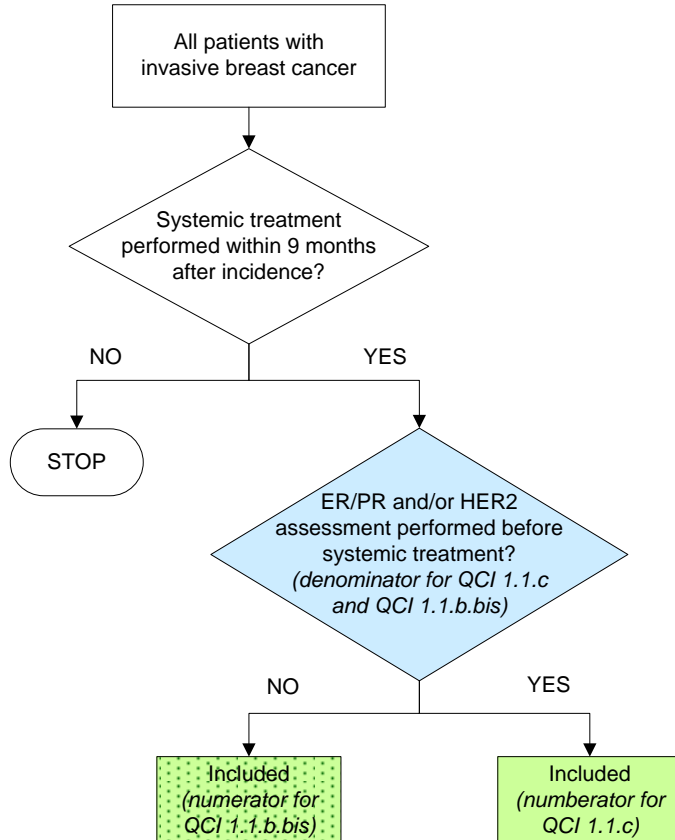 All patients with
invasive breast cancer
Systemic treatment
performed within 9 months
after incidence?
NO
YES
STOP
ER/PR and/or HER2
assessment performed before
systemic treatment?
(denominator for QCI 1.1.c
and QCI 1.1.b.bis)
NO
YES
Included
(numerator for
QCI 1.1.b.bis)
Included
(numberator for
QCI 1.1.c)